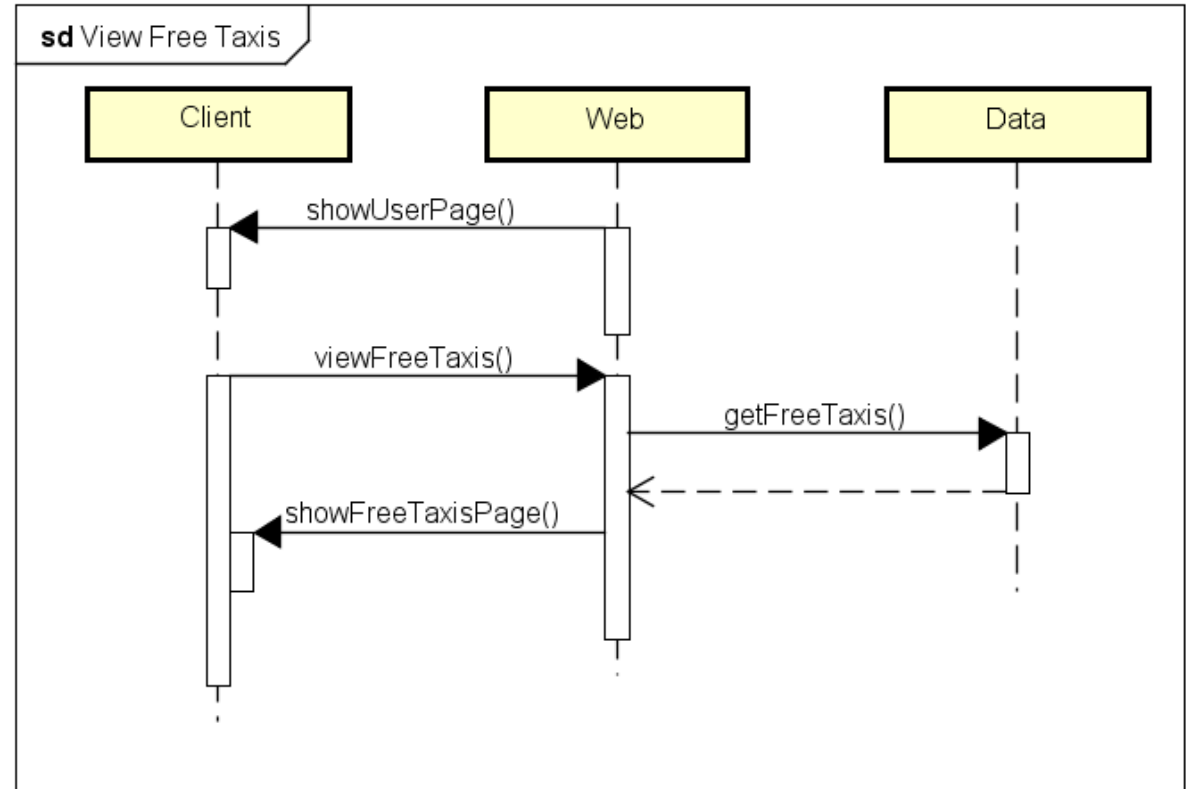 sd View Free Taxis
Client
Web
Data
showUserPage()
viewFreeTaxis()
getFreeTaxis()
showFreeTaxisPage()